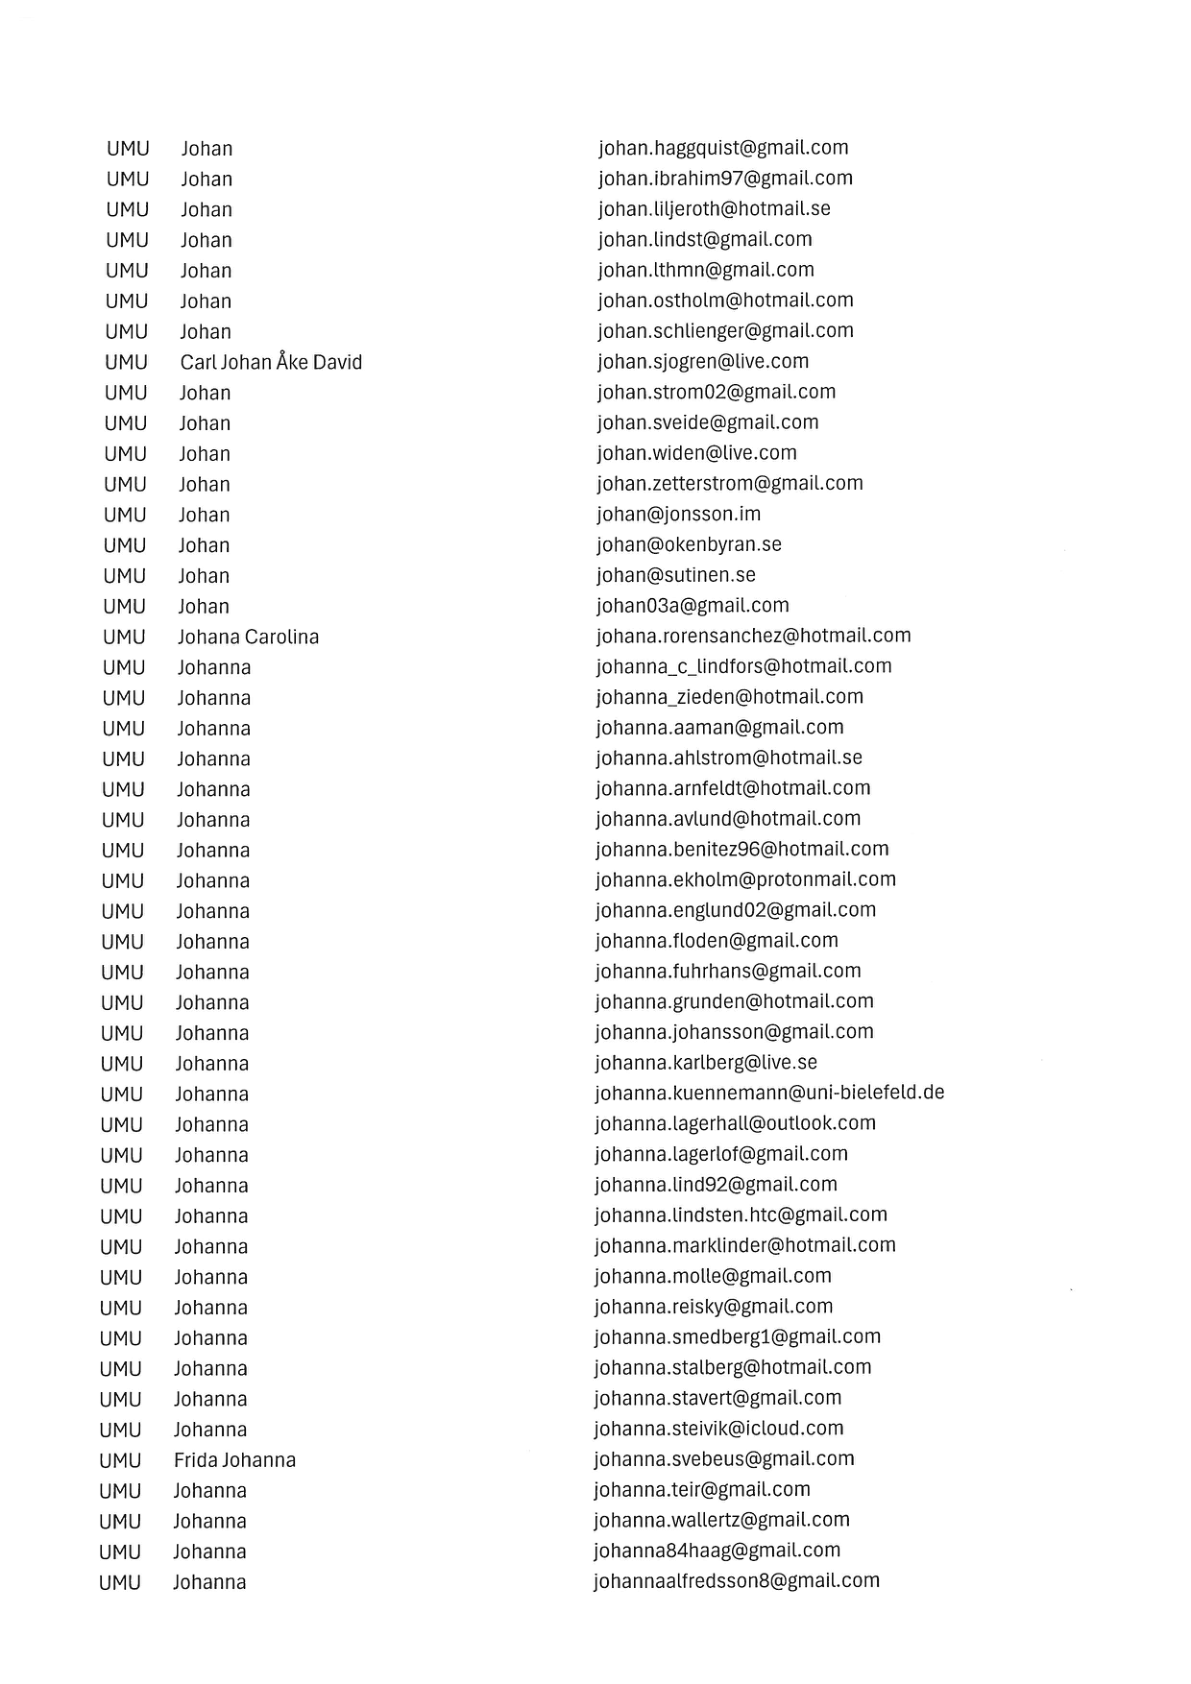 UMU Johan johan.haggquist@gmail.com
UMU Johan johan.ibrahim97@gmail.com
UMU Johan johan.liljeroth@hotmail.se
UMU Johan johan.lindst@gmail.com
UMU Johan johan.lthmn@gmail.com
UMU Johan johan.ostholm@hotmail.com
UMU Johan johan.schlienger@gmail.com
UMU Carl Johan Åke David johan.sjogren@live.com
UMU Johan johan.strom02@gmail.com
UMU Johan johan.sveide@gmail.com
UMU Johan johan.widen@live.com
UMU Johan johan.zetterstrom@gmail.com
UMU Johan johan@jonsson.im
UMU Johan johan@okenbyran.se
UMU Johan johan@sutinen.se
UMU Johan johan03a@gmail.com
UMU Johana Carolina johana.rorensanchez@hotmail.com
UMU Johanna johanna_c_lindfors@hotmail.com
UMU Johanna johanna_zieden@hotmail.com
UMU Johanna johanna.aaman@gmail.com
UMU Johanna johanna.ahlstrom@hotmail.se
UMU Johanna johanna.arnfeldt@hotmail.com
UMU Johanna johanna.avlund@hotmail.com
UMU Johanna johanna.benitez96@hotmail.com
UMU Johanna johanna.ekholm@protonmail.com
UMU Johanna johanna.englund02@gmail.com
UMU Johanna johanna.floden@gmail.com
UMU Johanna johanna.fuhrhans@gmail.com
UMU Johanna johanna.grunden@hotmail.com
UMU Johanna johanna.johansson@gmail.com
UMU Johanna johanna.karlberg@live.se
UMU Johanna johanna.kuennemann@uni-bielefeld.de
UMU Johanna johanna.lagerhall@outlook.com
UMU Johanna johanna.lagerlof@gmail.com
UMU Johanna johanna.lind92@gmail.com
UMU Johanna johanna.lindsten.htc@gmail.com
UMU Johanna johanna.marklinder@hotmail.com
UMU Johanna johanna.molle@gmail.com
UMU Johanna johanna.reisky@gmail.com
UMU Johanna johanna.smedberg1@gmail.com
UMU Johanna johanna.stalberg@hotmail.com
UMU Johanna johanna.stavert@gmail.com
UMU Johanna johanna.steivik@icloud.com
UMU Frida Johanna johanna.svebeus@gmail.com
UMU Johanna johanna.teir@gmail.com
UMU Johanna johanna.wallertz@gmail.com
UMU Johanna johanna84haag@gmail.com
UMU Johanna johannaalfredsson8@gmail.com